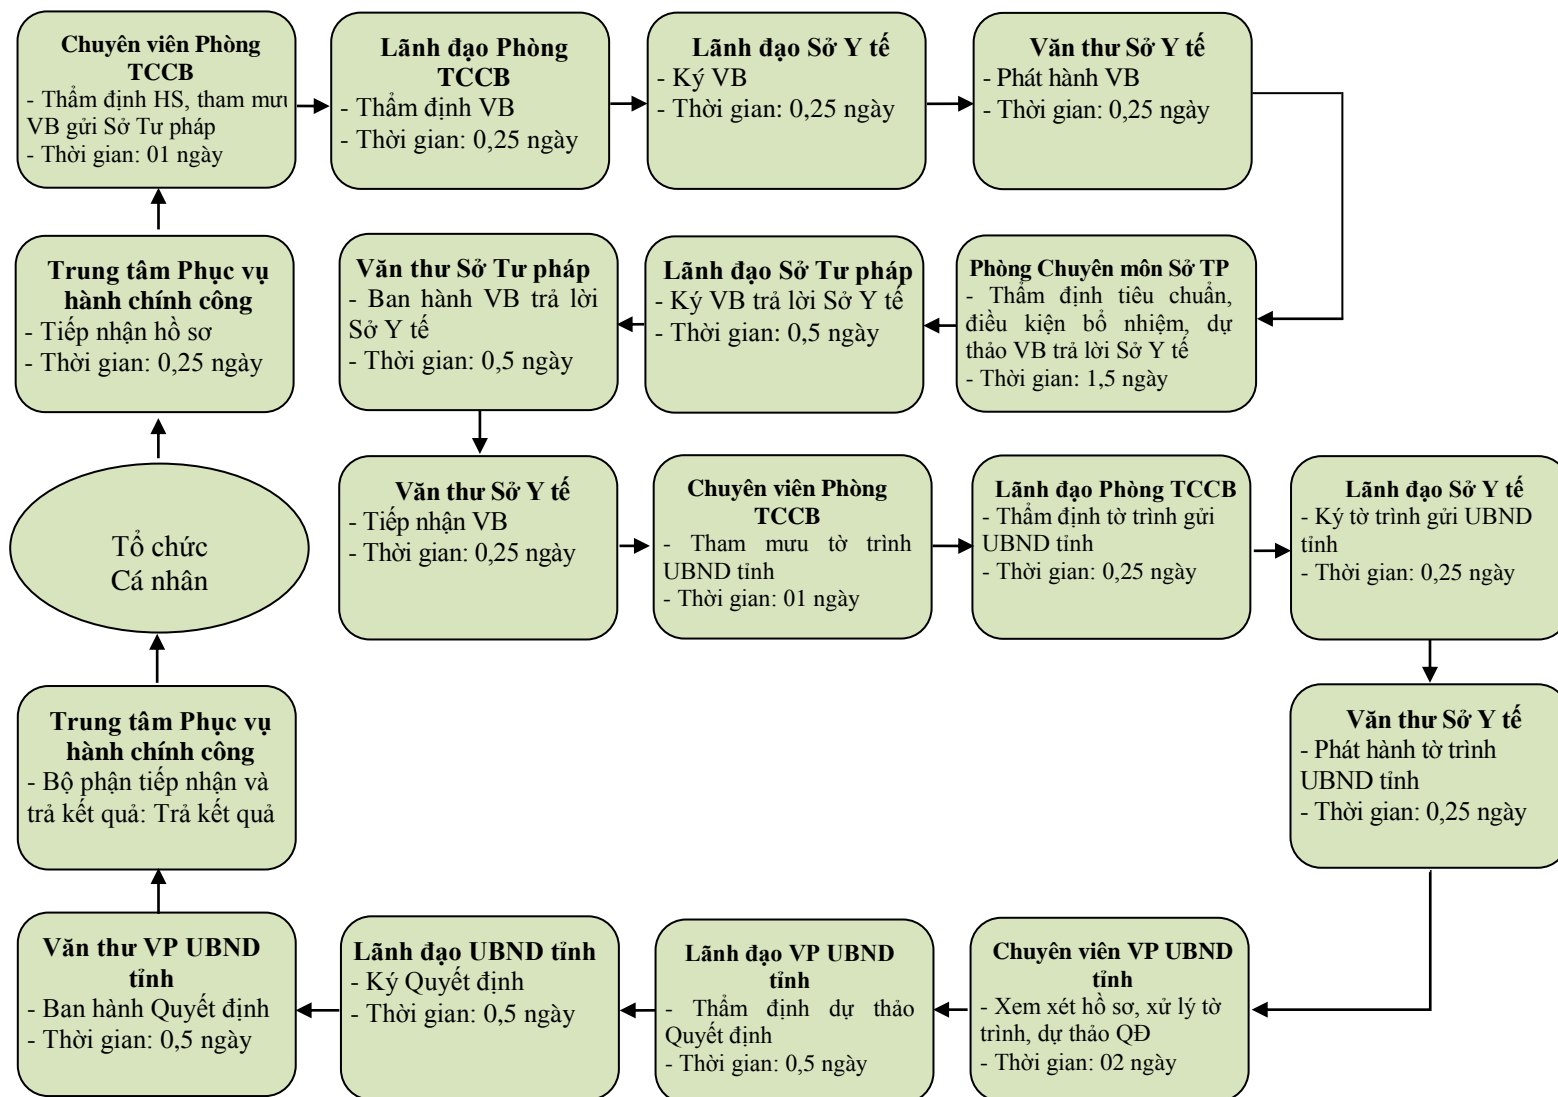 Chuyên viên Phòng
TCCB
- Thẩm định HS, tham mưu
VB gửi Sở Tư pháp
- Thời gian: 01 ngày
Lãnh đạo Phòng
TCCB
- Thẩm định VB
- Thời gian: 0,25 ngày
Lãnh đạo Sở Y tế
- Ký VB
- Thời gian: 0,25 ngày
Văn thư Sở Y tế
- Phát hành VB
- Thời gian: 0,25 ngày
Trung tâm Phục vụ
hành chính công
- Tiếp nhận hồ sơ
- Thời gian: 0,25 ngày
Văn thư Sở Tư pháp
- Ban hành VB trả lời
Sở Y tế
- Thời gian: 0,5 ngày
Lãnh đạo Sở Tư pháp
- Ký VB trả lời Sở Y tế
- Thời gian: 0,5 ngày
Phòng Chuyên môn Sở TP
- Thẩm định tiêu chuẩn,
điều kiện bổ nhiệm, dự
thảo VB trả lời Sở Y tế
- Thời gian: 1,5 ngày
Tổ chức
Cá nhân
Văn thư Sở Y tế
- Tiếp nhận VB
- Thời gian: 0,25 ngày
Chuyên viên Phòng
TCCB
- Tham mưu tờ trình
UBND tỉnh
- Thời gian: 01 ngày
Lãnh đạo Phòng TCCB
- Thẩm định tờ trình gửi
UBND tỉnh
- Thời gian: 0,25 ngày
Lãnh đạo Sở Y tế
- Ký tờ trình gửi UBND
tỉnh
- Thời gian: 0,25 ngày
Trung tâm Phục vụ
hành chính công
- Bộ phận tiếp nhận và
trả kết quả: Trả kết quả
Văn thư Sở Y tế
- Phát hành tờ trình
UBND tỉnh
- Thời gian: 0,25 ngày
Văn thư VP UBND
tỉnh
- Ban hành Quyết định
- Thời gian: 0,5 ngày
Lãnh đạo UBND tỉnh
- Ký Quyết định
- Thời gian: 0,5 ngày
Lãnh đạo VP UBND
tỉnh
- Thẩm định dự thảo
Quyết định
- Thời gian: 0,5 ngày
Chuyên viên VP UBND
tỉnh
- Xem xét hồ sơ, xử lý tờ
trình, dự thảo QĐ
- Thời gian: 02 ngày